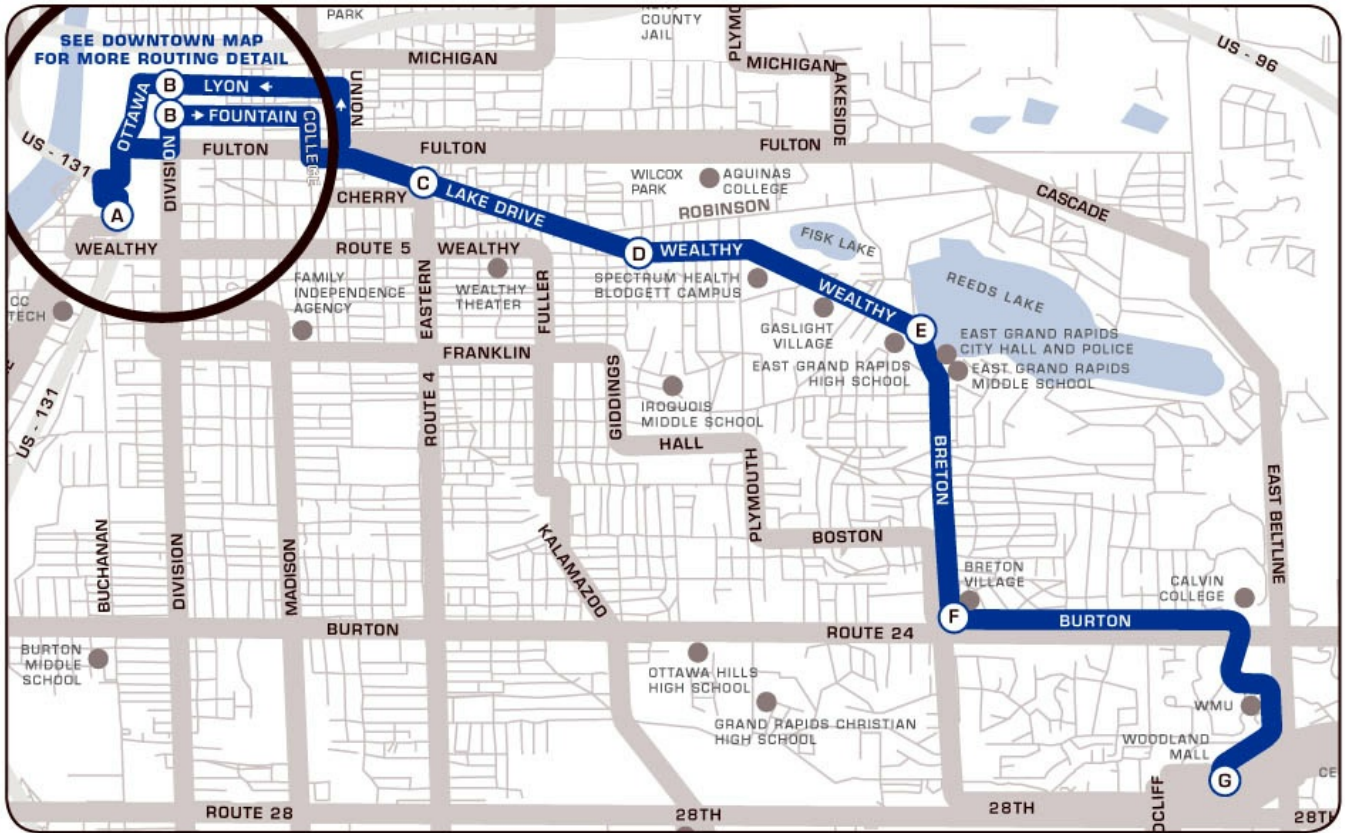 PARK
COUNTY
JAIL
SEE DOWNTOWN MAP
FOR MORE ROUTING DETAIL
MICHIGAN
MICHIGAN
LAKESIDE
US - 96
B
LYON
UNION
OTTAWA
B
FOUNTAIN
COLLEGE
US - 131
DIVISION
FULTON
FULTON
FULTON
C
CHERRY
LAKE DRIVE
WILCOX
PARK
AQUINAS
COLLEGE
ROBINSON
CASCADE
A
WEALTHY
ROUTE 5
WEALTHY
D
WEALTHY
FISK LAKE
REEDS LAKE
FAMILY
INDEPENDENCE
AGENCY
EASTERN
WEALTHY
THEATER
FULLER
SPECTRUM HEALTH
BLODGETT CAMPUS
WEALTHY
CC
TECH
GASLIGHT
VILLAGE
E
EAST GRAND RAPIDS
CITY HALL AND POLICE
EAST GRAND RAPIDS
HIGH SCHOOL
EAST GRAND RAPIDS
MIDDLE SCHOOL
FRANKLIN
US - 131
ROUTE 4
GIDDINGS
IROQUOIS
MIDDLE SCHOOL
HALL
BRETON
PLYMOUTH
EAST BELTLINE
BUCHANAN
DIVISION
MADISON
KALAMAZOO
BOSTON
BRETON
VILLAGE
CALVIN
COLLEGE
F
BURTON
BURTON
ROUTE 24
BURTON
MIDDLE
SCHOOL
OTTAWA HILLS
HIGH SCHOOL
GRAND RAPIDS CHRISTIAN
HIGH SCHOOL
WMU
WOODLAND
MALL
G
ROUTE 28
28TH
28TH